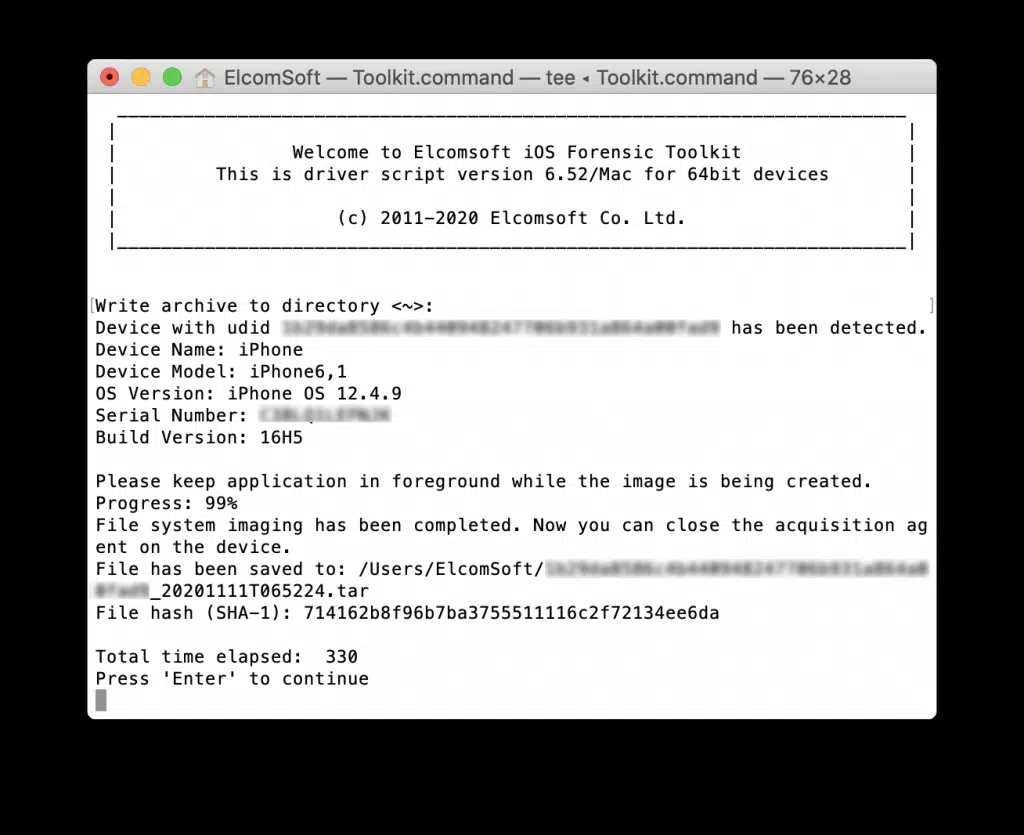 ElcomSoft — Toolkit.command — tee ◂ Toolkit.command — 76×28
Welcome to Elcomsoft iOS Forensic Toolkit
This is driver script version 6.52/Mac for 64bit devices
(c) 2011-2020 Elcomsoft Co. Ltd.
[Write archive to directory <~>: ]
Device with udid has been detected.
Device Name: iPhone
Device Model: iPhone6,1
OS Version: iPhone OS 12.4.9
Serial Number:
Build Version: 16H5
Please keep application in foreground while the image is being created.
Progress: 99%
File system imaging has been completed. Now you can close the acquisition ag
ent on the device.
File has been saved to: /Users/ElcomSoft/
_20201111T065224.tar
File hash (SHA-1): 714162b8f96b7ba3755511116c2f72134ee6da
Total time elapsed:  330
Press 'Enter' to continue